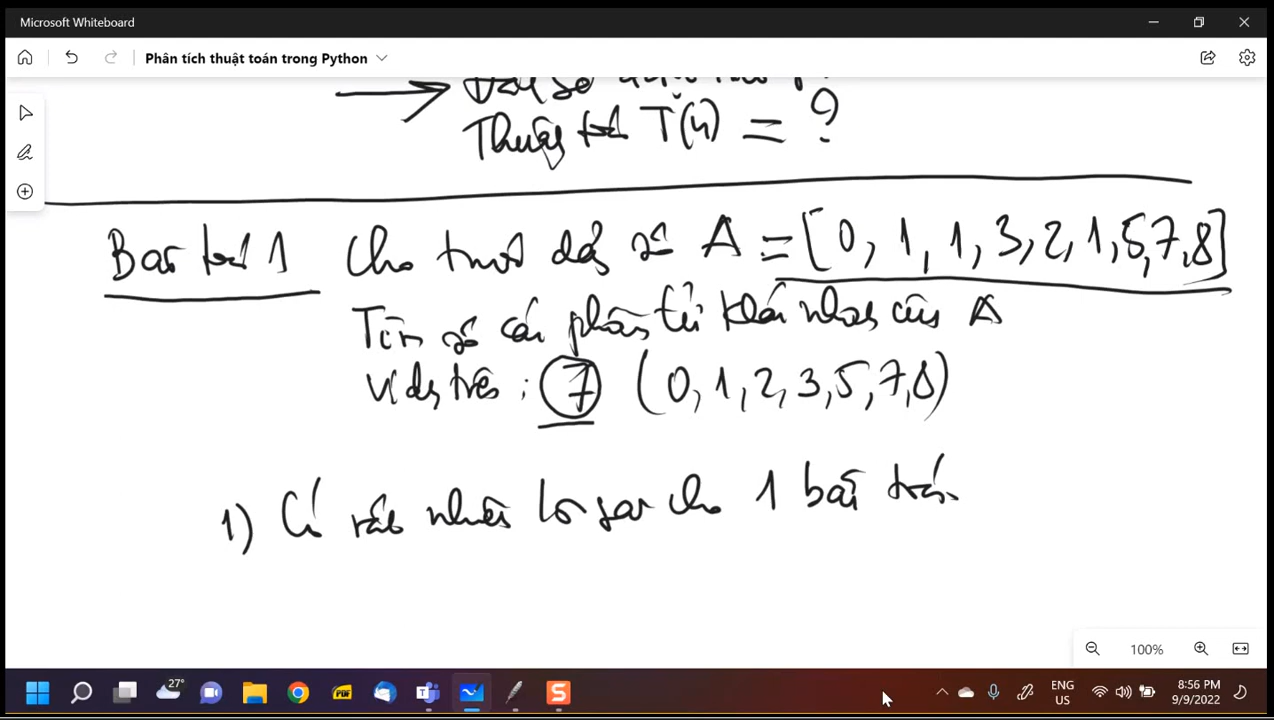 Microsoft Whiteboard
Phân tích thuật toán trong Python
Thuật toán T(n) = ?
Bài toán 1 Cho trước dãy số A = [0, 1, 1, 3, 2, 1, 5, 7, 8]
Tìm số các phần tử khác nhau của A
Ví dụ trên : 7 (0, 1, 2, 3, 5, 7, 8)
1) Có rất nhiều lời giải cho 1 bài toán
100%
27°
PDF
S
ENG
US
8:56 PM
9/9/2022